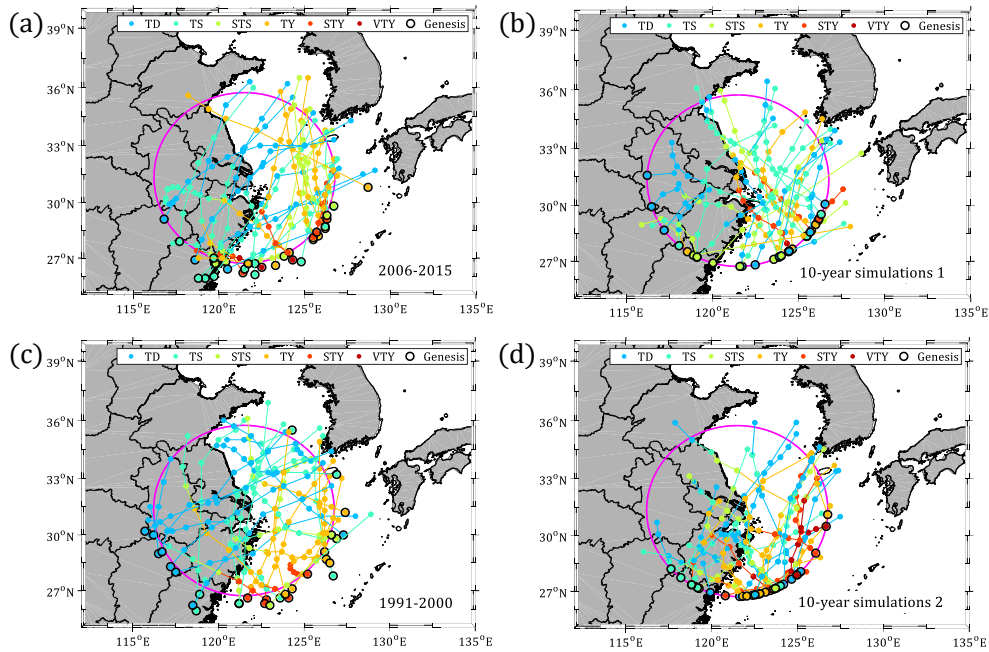 (a)
TD TS STS TY STY VTY Genesis
39°N
36°N
33°N
30°N
27°N
2006-2015
115°E 120°E 125°E 130°E 135°E
(b)
TD TS STS TY STY VTY Genesis
39°N
36°N
33°N
30°N
27°N
10-year simulations 1
115°E 120°E 125°E 130°E 135°E
(c)
TD TS STS TY STY VTY Genesis
39°N
36°N
33°N
30°N
27°N
1991-2000
115°E 120°E 125°E 130°E 135°E
(d)
TD TS STS TY STY VTY Genesis
39°N
36°N
33°N
30°N
27°N
10-year simulations 2
115°E 120°E 125°E 130°E 135°E